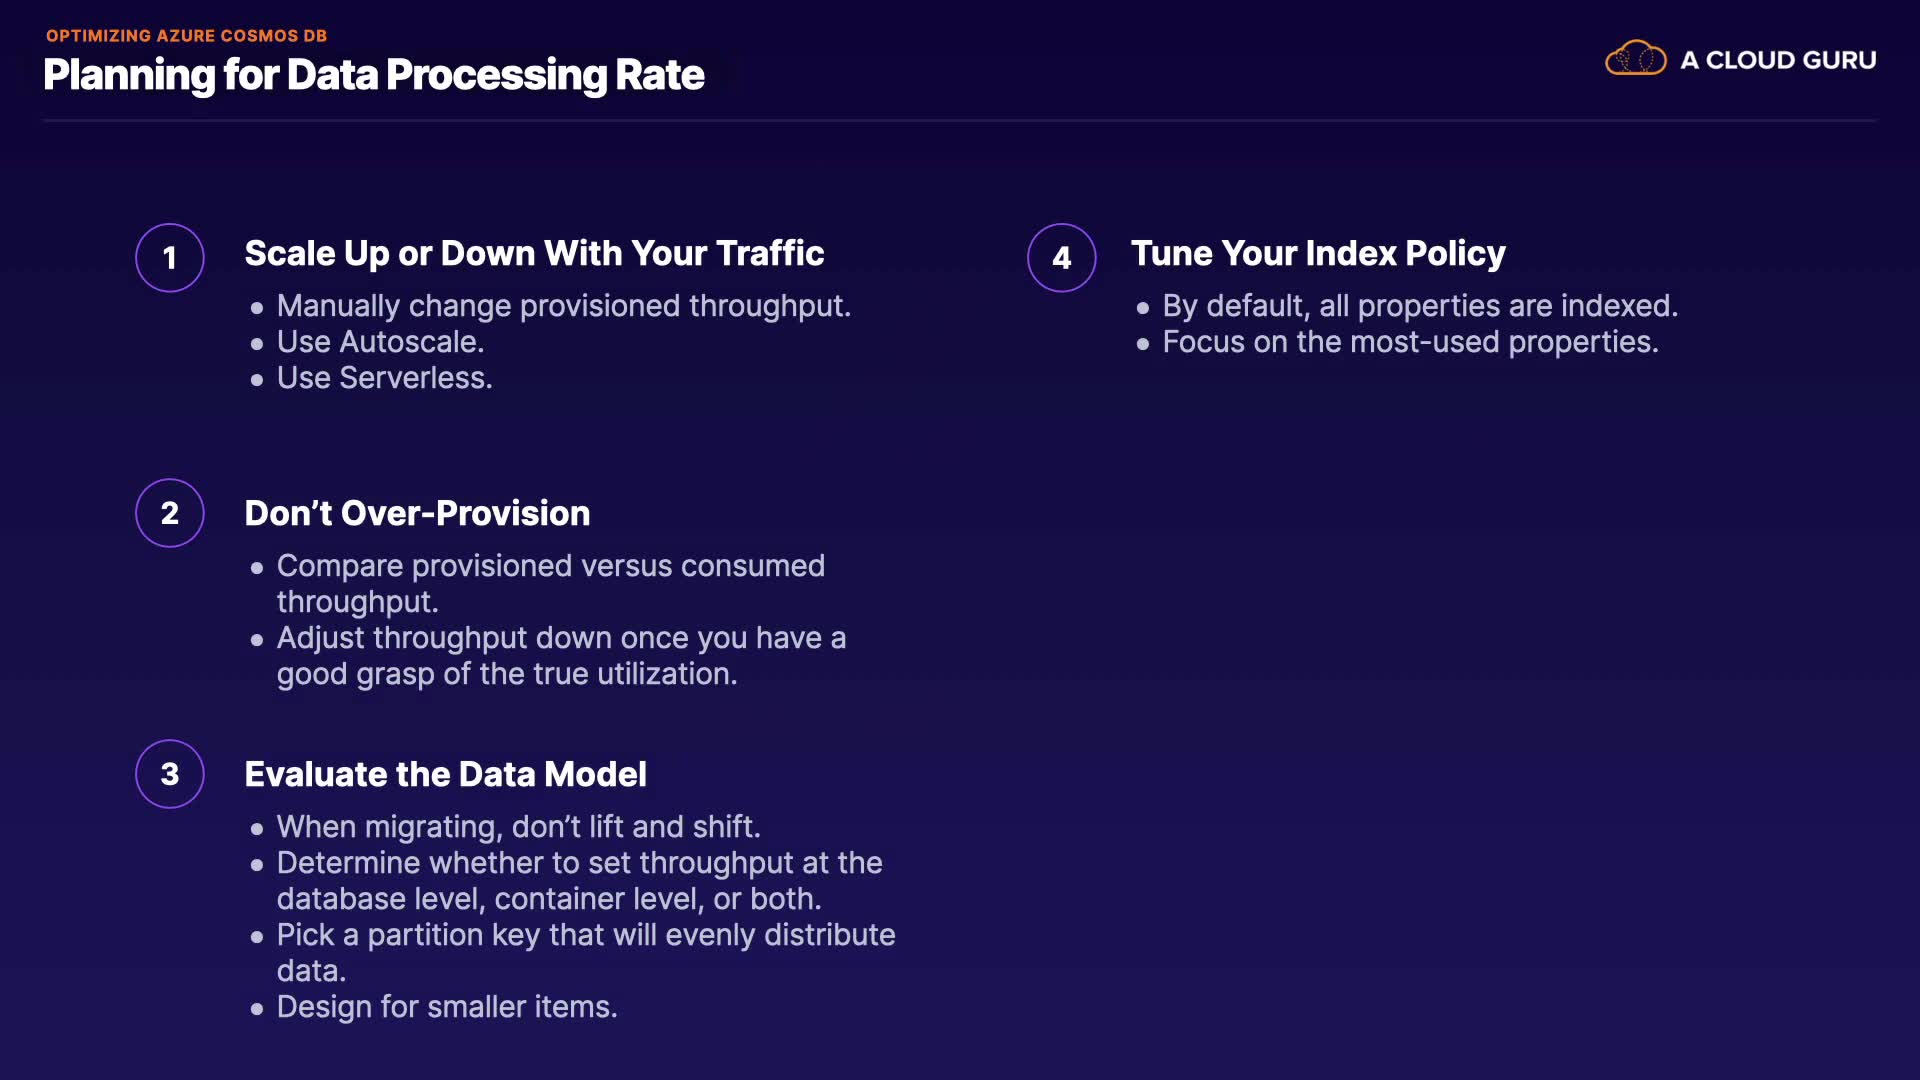 OPTIMIZING AZURE COSMOS DB
Planning for Data Processing Rate
A CLOUD GURU
1
Scale Up or Down With Your Traffic
• Manually change provisioned throughput.
• Use Autoscale.
• Use Serverless.
2
Don’t Over-Provision
• Compare provisioned versus consumed
throughput.
• Adjust throughput down once you have a
good grasp of the true utilization.
3
Evaluate the Data Model
• When migrating, don’t lift and shift.
• Determine whether to set throughput at the
database level, container level, or both.
• Pick a partition key that will evenly distribute
data.
• Design for smaller items.
4
Tune Your Index Policy
• By default, all properties are indexed.
• Focus on the most-used properties.